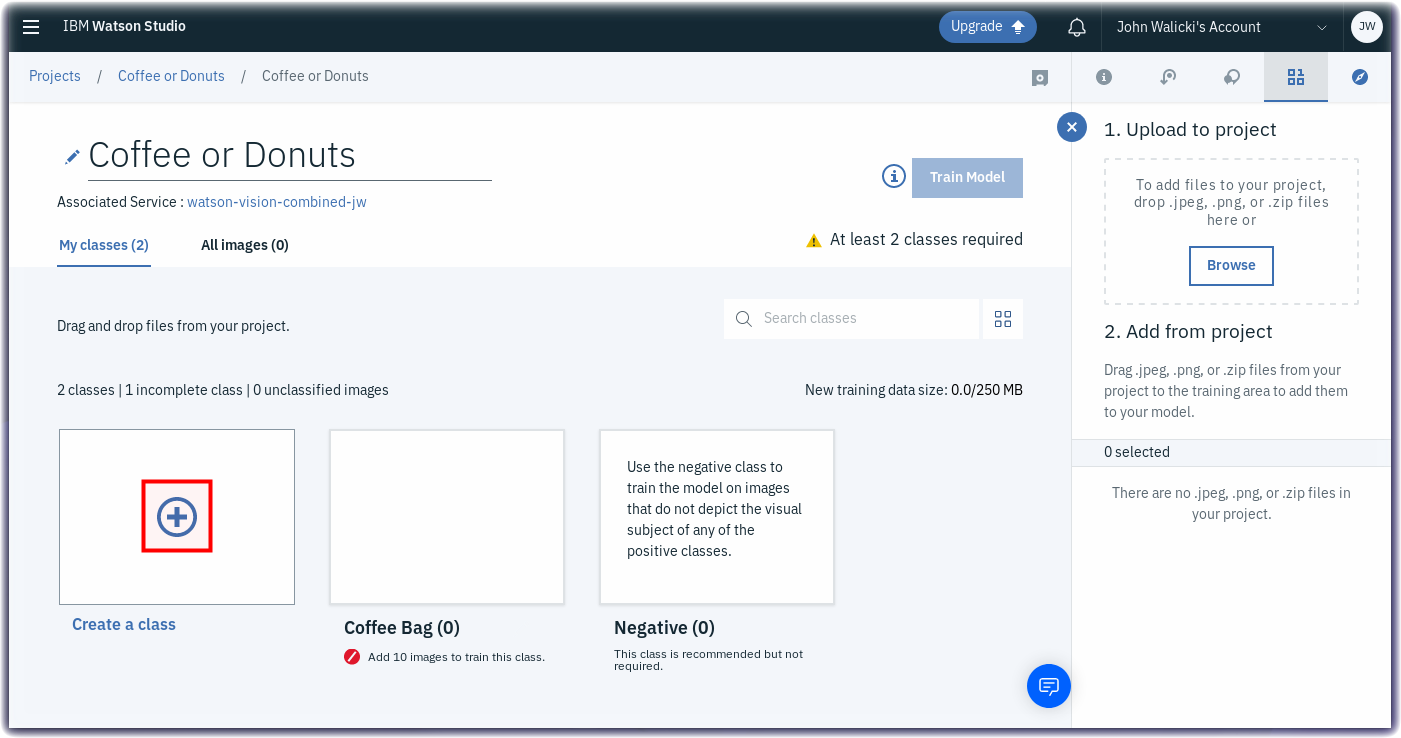 IBM Watson Studio
Upgrade
John Walicki's Account
JW
Projects / Coffee or Donuts / Coffee or Donuts
Coffee or Donuts
Train Model
Associated Service : watson-vision-combined-jw
My classes (2)
All images (0)
At least 2 classes required
Drag and drop files from your project.
Search classes
2 classes | 1 incomplete class | 0 unclassified images
New training data size: 0.0/250 MB
Create a class
Coffee Bag (0)
Add 10 images to train this class.
Use the negative class to
train the model on images
that do not depict the visual
subject of any of the
positive classes.
Negative (0)
This class is recommended but not
required.
1. Upload to project
To add files to your project,
drop .jpeg, .png, or .zip files
here or
Browse
2. Add from project
Drag .jpeg, .png, or .zip files from your
project to the training area to add them
to your model.
0 selected
There are no .jpeg, .png, or .zip files in
your project.